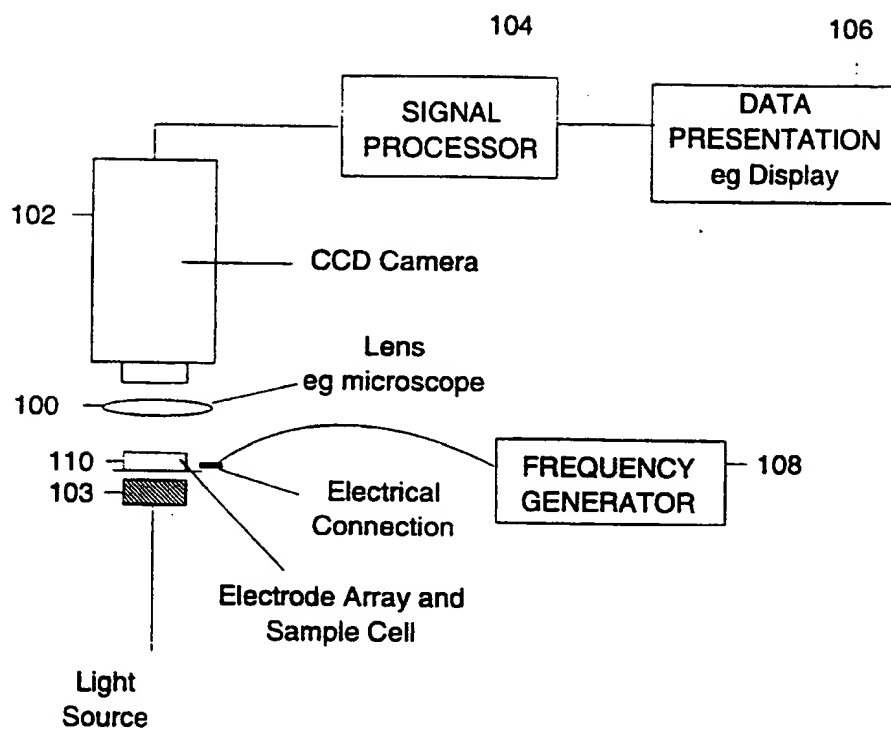 104
106
SIGNAL
PROCESSOR
DATA
PRESENTATION
eg Display
102
CCD Camera
Lens
eg microscope
100
110
103
FREQUENCY
GENERATOR
108
Electrical
Connection
Electrode Array and
Sample Cell
Light
Source